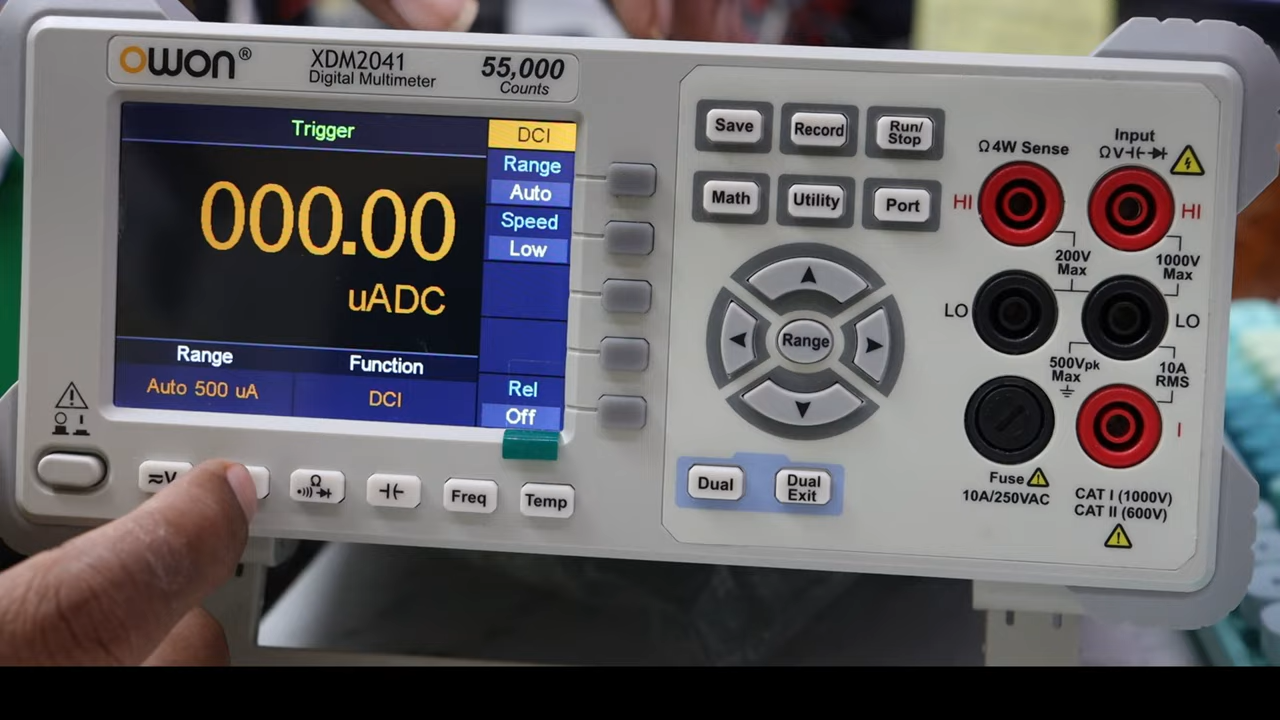 OWON®
XDM2041
Digital Multimeter
55,000
Counts
Trigger
DCI
Range
Auto
Speed
Low
000.00
uADC
Range
Function
Auto 500 uA
DCI
Rel
Off
Save
Record
Run/
Stop
Math
Utility
Port
Range
Dual
Dual
Exit
≂V
Ω
Freq
Temp
Ω4W Sense
Input
ΩV
HI
HI
200V
Max
1000V
Max
LO
LO
500Vpk
Max
10A
RMS
I
Fuse
10A/250VAC
CAT I (1000V)
CAT II (600V)